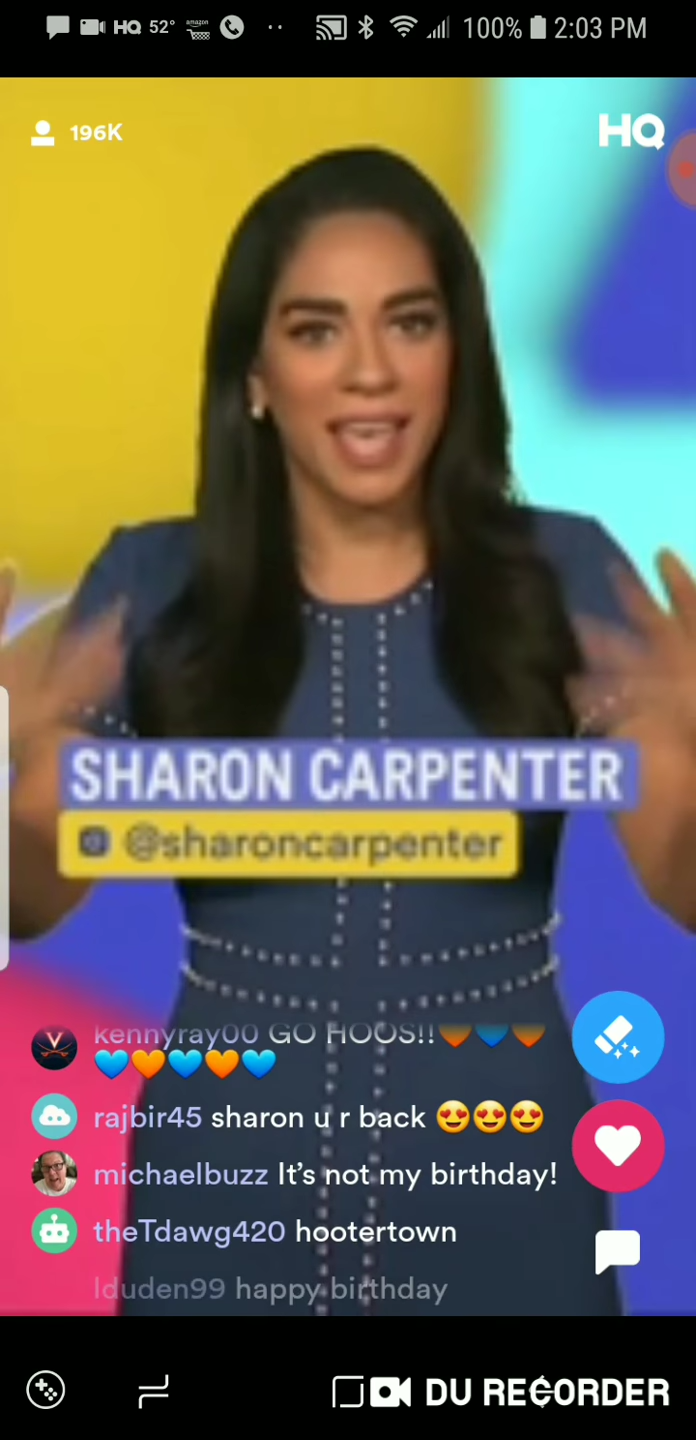 HQ 52° amazon 100% 2:03 PM
196K HQ
SHARON CARPENTER
@sharoncarpenter
kennyray00 GO HOOS!!🧡💙🧡
💙🧡💙🧡💙
rajbir45 sharon u r back 😍😍😍
michaelbuzz It's not my birthday!
theTdawg420 hootertown
lduden99 happy birthday
DU RECORDER